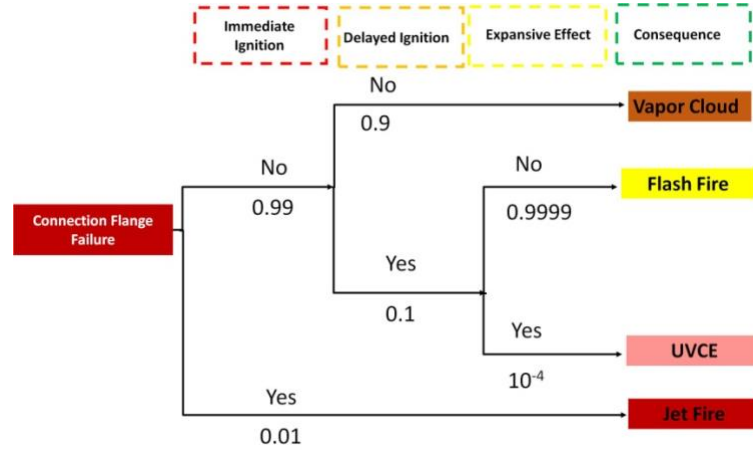 Immediate
Ignition
Delayed Ignition
Expansive Effect
Consequence
No
0.9
Vapor Cloud
No
0.99
No
0.9999
Flash Fire
Connection Flange
Failure
Yes
0.1
Yes
10⁻⁴
UVCE
Yes
0.01
Jet Fire